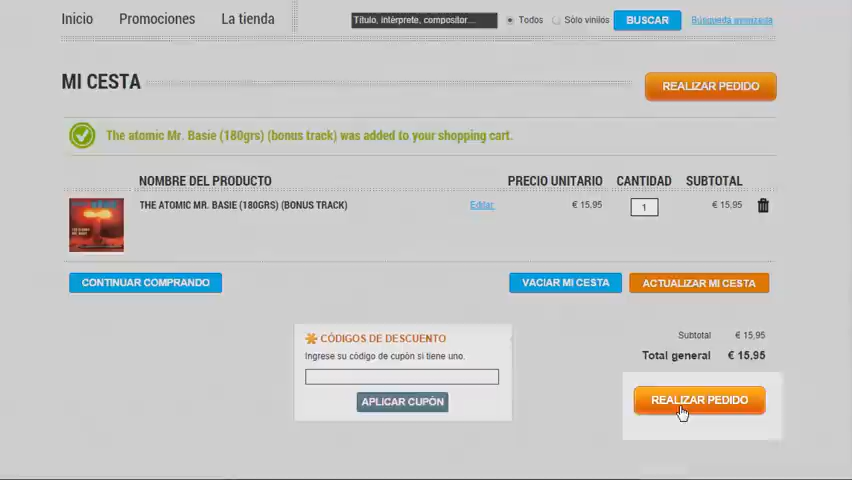 Inicio Promociones La tienda Título, intérprete, compositor... Todos Sólo vinilos BUSCAR Búsqueda avanzada
MI CESTA REALIZAR PEDIDO
The atomic Mr. Basie (180grs) (bonus track) was added to your shopping cart.
NOMBRE DEL PRODUCTO PRECIO UNITARIO CANTIDAD SUBTOTAL
THE ATOMIC MR. BASIE (180GRS) (BONUS TRACK) Editar € 15,95 1 € 15,95
CONTINUAR COMPRANDO VACIAR MI CESTA ACTUALIZAR MI CESTA
CÓDIGOS DE DESCUENTO
Ingrese su código de cupón si tiene uno.
APLICAR CUPÓN
Subtotal € 15,95
Total general € 15,95
REALIZAR PEDIDO